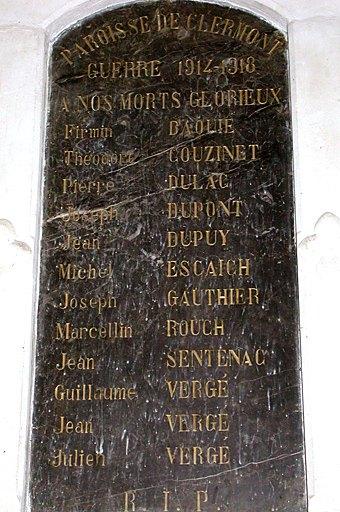 PAROISSE DE CLERMONT
GUERRE 1914-1918
A NOS MORTS GLORIEUX
Firmin DAOUIE
Théodore COUZINET
Pierre DULAC
Joseph DUPONT
Jean DUPUY
Michel ESCAICH
Joseph GAUTHIER
Marcellin ROUCH
Jean SENTENAC
Guillaume VERGÉ
Jean VERGÉ
Julien VERGÉ
R. I. P.